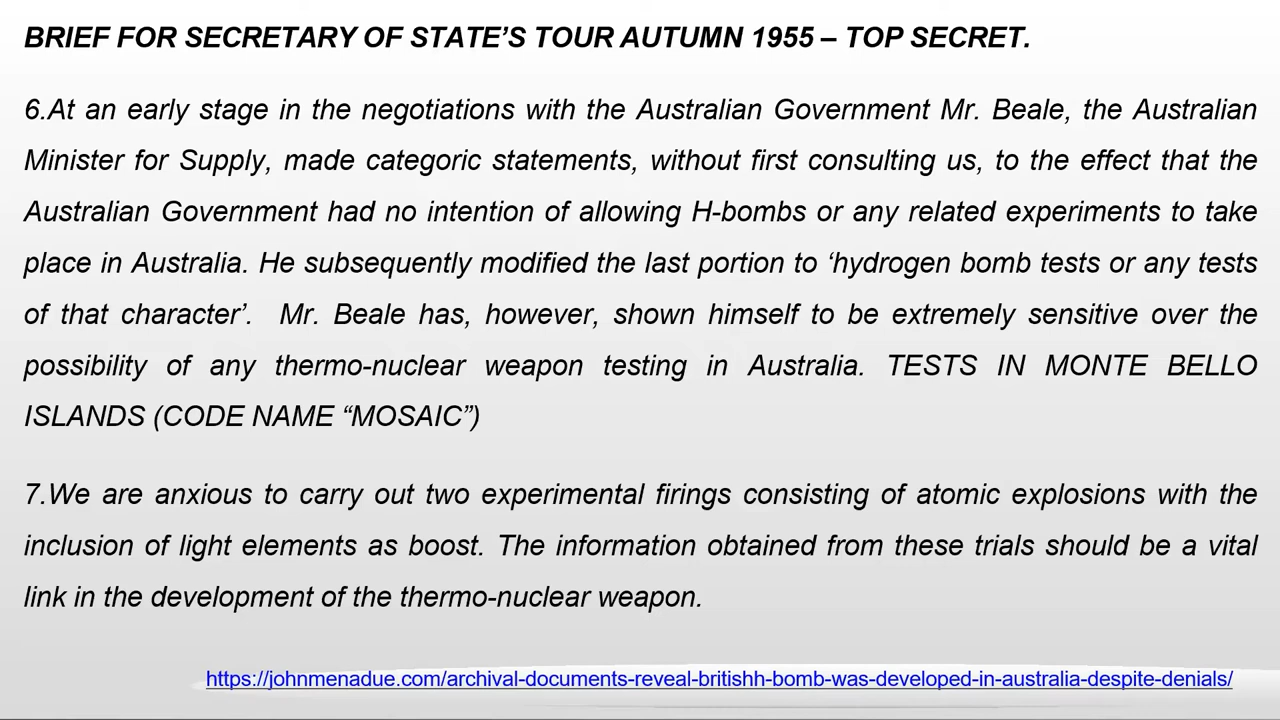 BRIEF FOR SECRETARY OF STATE’S TOUR AUTUMN 1955 – TOP SECRET.
6.At an early stage in the negotiations with the Australian Government Mr. Beale, the Australian
Minister for Supply, made categoric statements, without first consulting us, to the effect that the
Australian Government had no intention of allowing H-bombs or any related experiments to take
place in Australia. He subsequently modified the last portion to ‘hydrogen bomb tests or any tests
of that character’. Mr. Beale has, however, shown himself to be extremely sensitive over the
possibility of any thermo-nuclear weapon testing in Australia. TESTS IN MONTE BELLO
ISLANDS (CODE NAME “MOSAIC”)
7.We are anxious to carry out two experimental firings consisting of atomic explosions with the
inclusion of light elements as boost. The information obtained from these trials should be a vital
link in the development of the thermo-nuclear weapon.
https://johnmenadue.com/archival-documents-reveal-britishh-bomb-was-developed-in-australia-despite-denials/